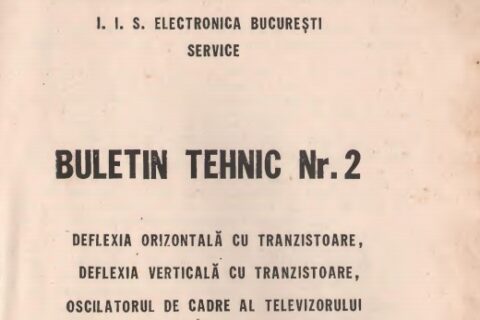 I. I. S. ELECTRONICA BUCUREȘTI
SERVICE
BULETIN TEHNIC Nr. 2
DEFLEXIA ORIZONTALĂ CU TRANZISTOARE,
DEFLEXIA VERTICALĂ CU TRANZISTOARE,
OSCILATORUL DE CADRE AL TELEVIZORULUI